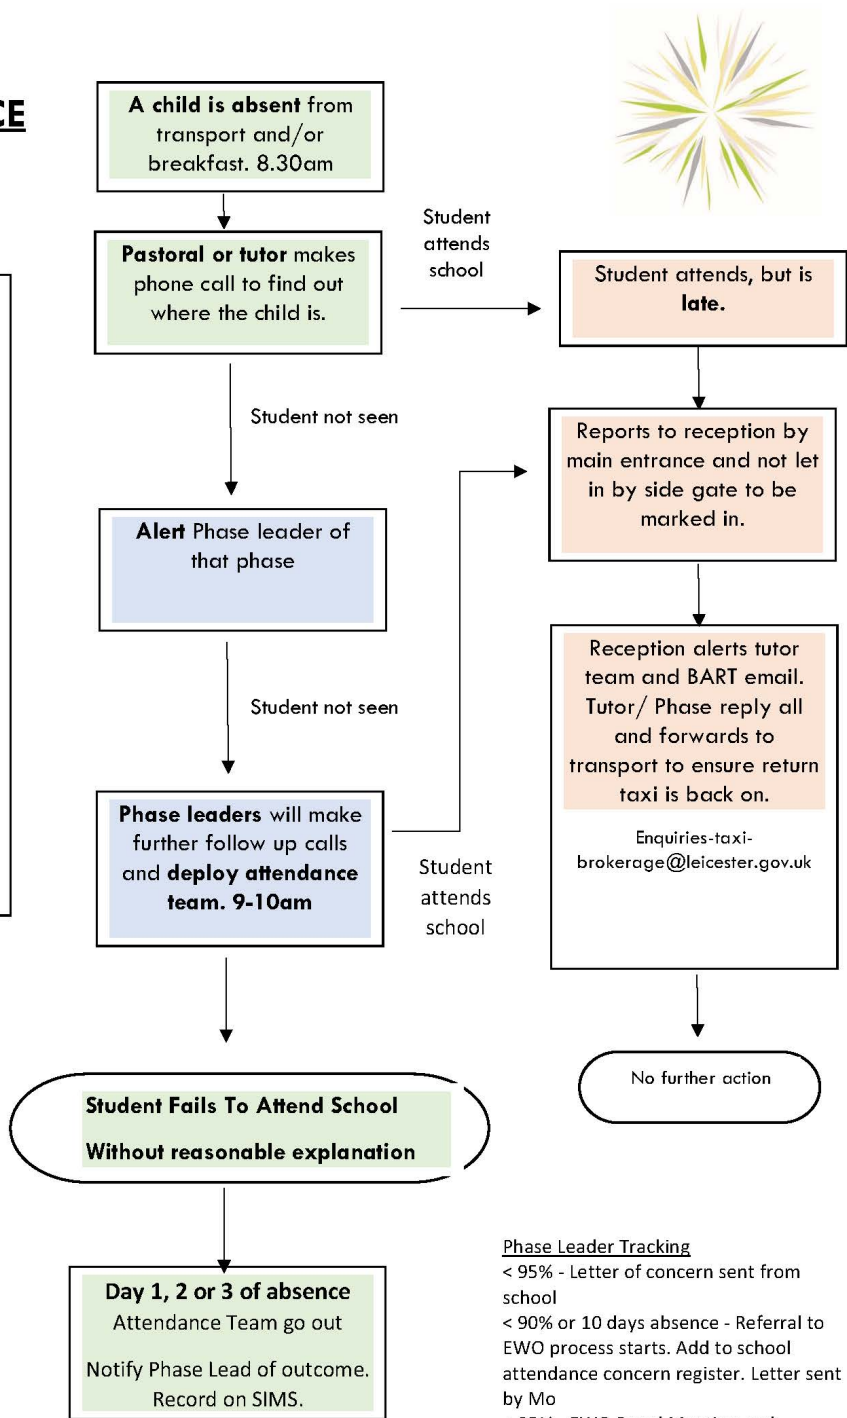 CE
A child is absent from
transport and/or
breakfast. 8.30am
Pastoral or tutor makes
phone call to find out
where the child is.
Student
attends
school
Student attends, but is
late.
Student not seen
Reports to reception by
main entrance and not let
in by side gate to be
marked in.
Alert Phase leader of
that phase
Student not seen
Reception alerts tutor
team and BART email.
Tutor/ Phase reply all
and forwards to
transport to ensure return
taxi is back on.
Enquiries-taxi-
brokerage@leicester.gov.uk
Phase leaders will make
further follow up calls
and deploy attendance
team. 9-10am
Student
attends
school
No further action
Student Fails To Attend School
Without reasonable explanation
Day 1, 2 or 3 of absence
Attendance Team go out
Notify Phase Lead of outcome.
Record on SIMS.
Phase Leader Tracking
< 95% - Letter of concern sent from
school
< 90% or 10 days absence - Referral to
EWO process starts. Add to school
attendance concern register. Letter sent
by Mo